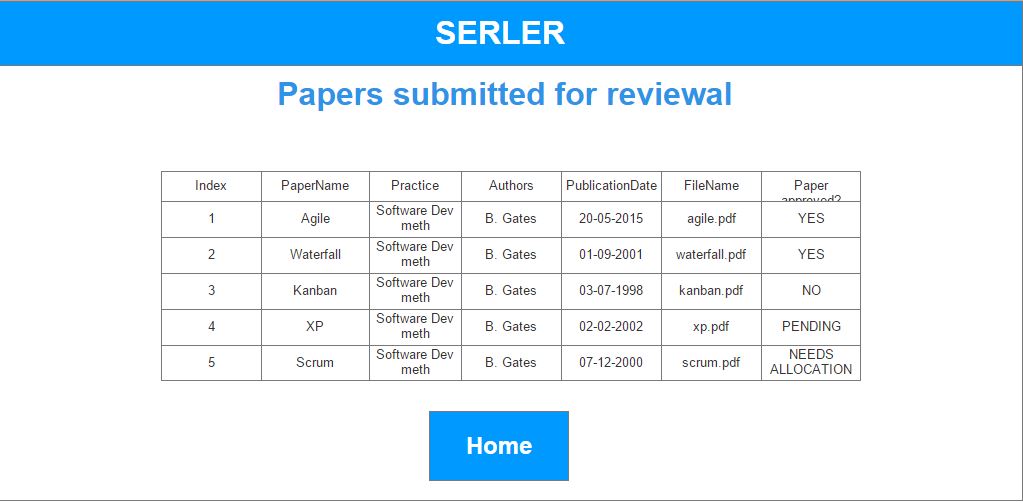 SERLER
Papers submitted for reviewal
Index PaperName Practice Authors PublicationDate FileName Paper
approved?
1 Agile Software Dev meth B. Gates 20-05-2015 agile.pdf YES
2 Waterfall Software Dev meth B. Gates 01-09-2001 waterfall.pdf YES
3 Kanban Software Dev meth B. Gates 03-07-1998 kanban.pdf NO
4 XP Software Dev meth B. Gates 02-02-2002 xp.pdf PENDING
5 Scrum Software Dev meth B. Gates 07-12-2000 scrum.pdf NEEDS ALLOCATION
Home